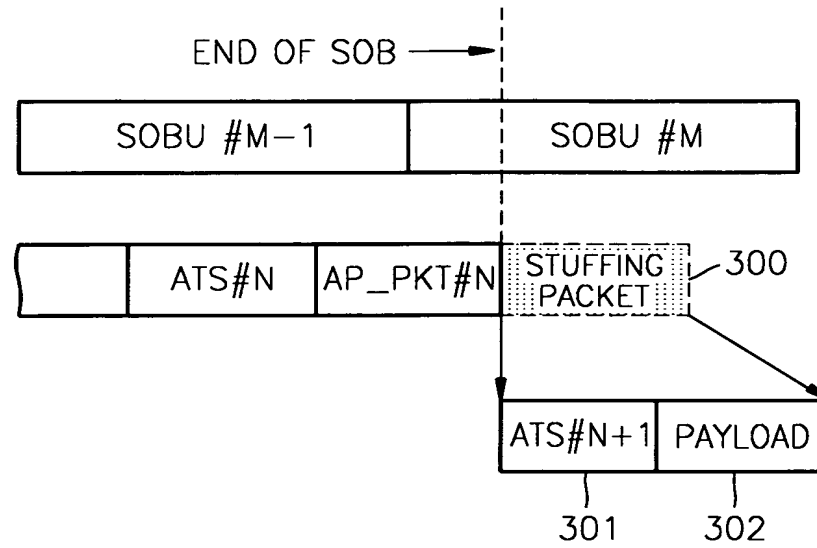 END OF SOB
SOBU #M-1
SOBU #M
ATS#N
AP_PKT#N
STUFFING
PACKET
300
ATS#N+1
PAYLOAD
301
302